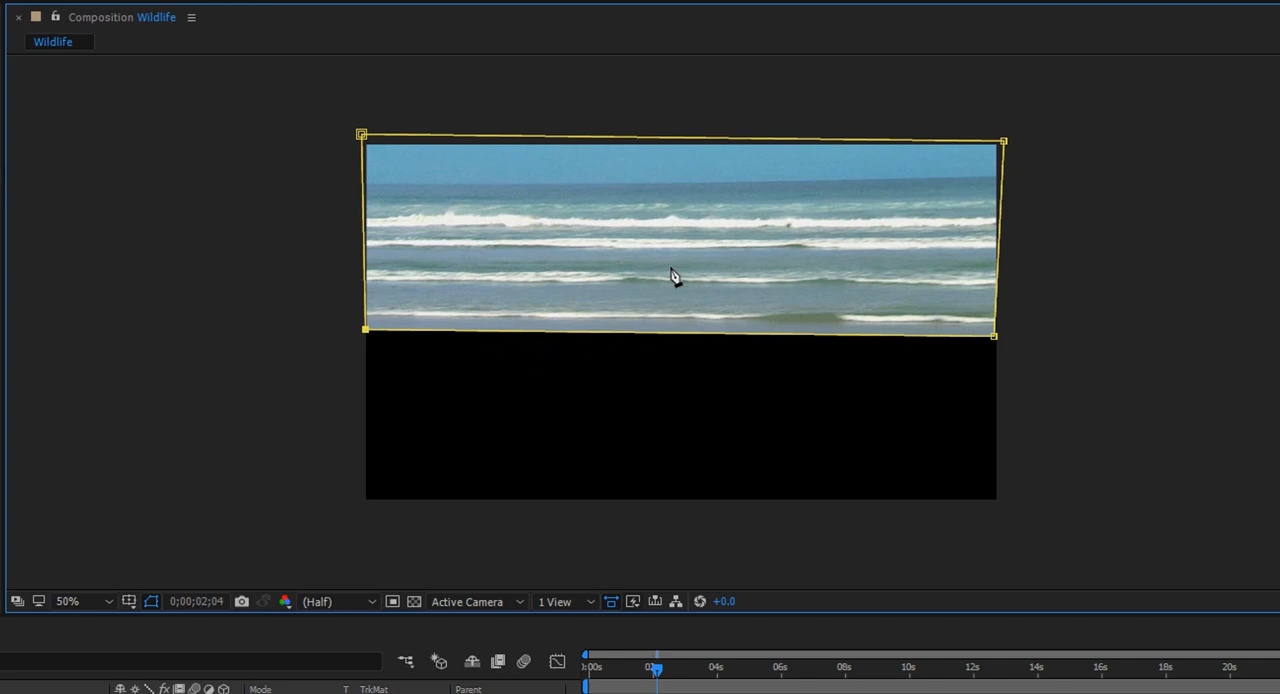 Composition Wildlife
Wildlife
50% 0;00;02;04 (Half) Active Camera 1 View +0.0
:00s 04s 06s 08s 10s 12s 14s 16s 18s 20s
fx Mode T TrkMat Parent